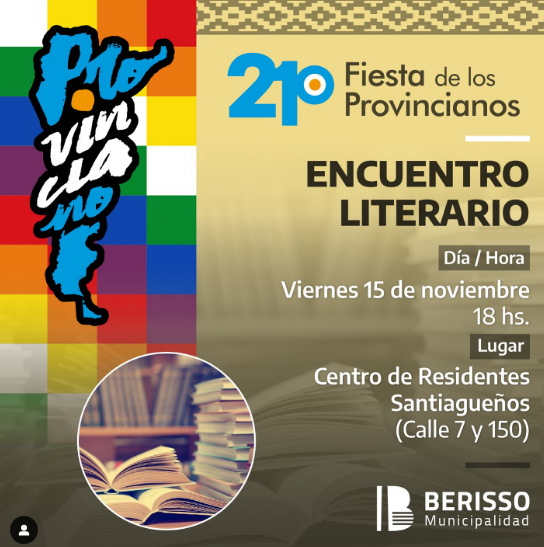 Pro
vin
cia
no
21º Fiesta de los
Provincianos
ENCUENTRO
LITERARIO
Día / Hora
Viernes 15 de noviembre
18 hs.
Lugar
Centro de Residentes
Santiagueños
(Calle 7 y 150)
BERISSO
Municipalidad